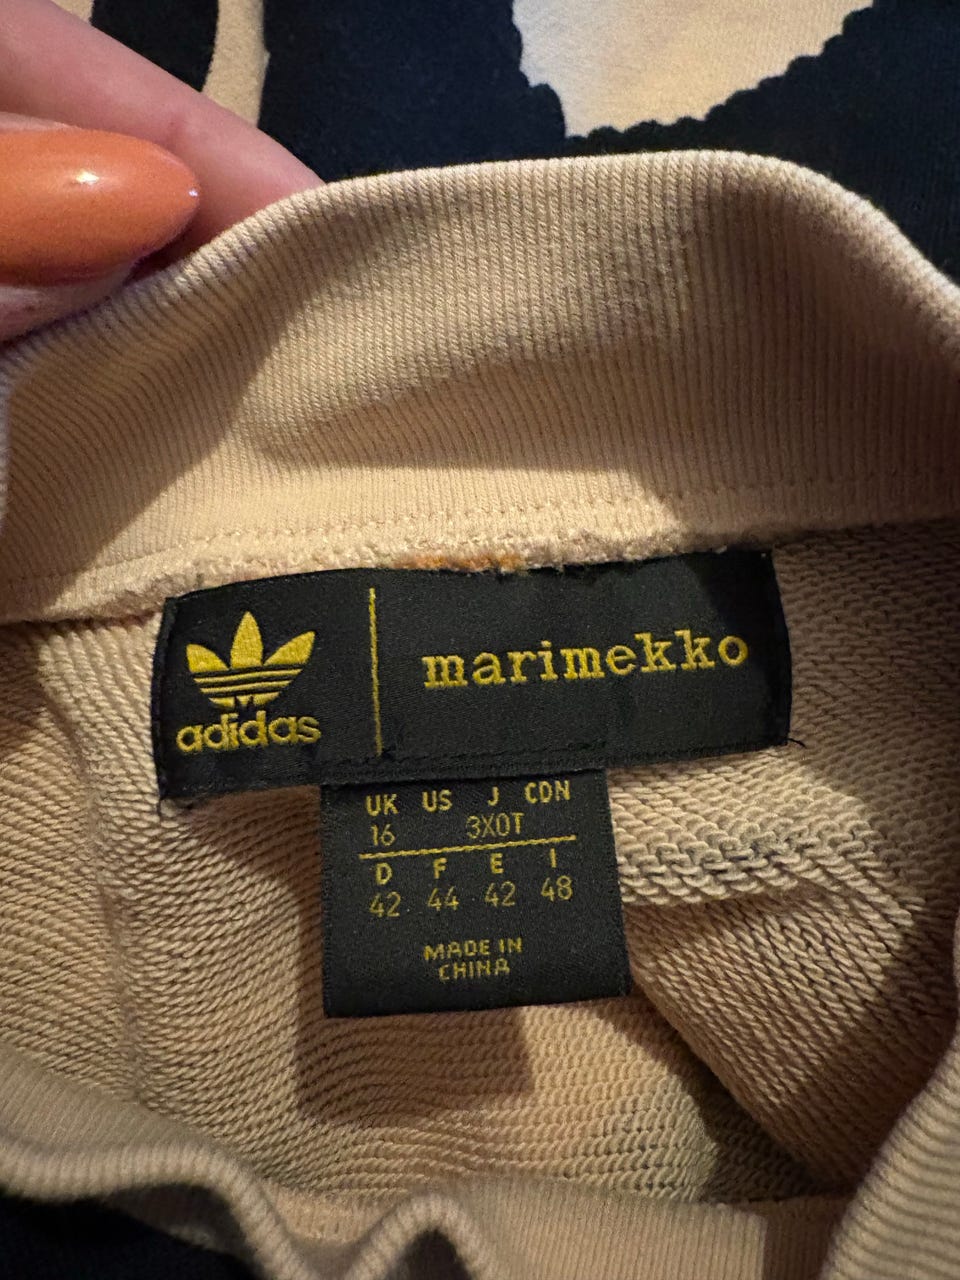 adidas
marimekko
UK US J CDN
16 3XOT
D F E I
42 44 42 48
MADE IN
CHINA